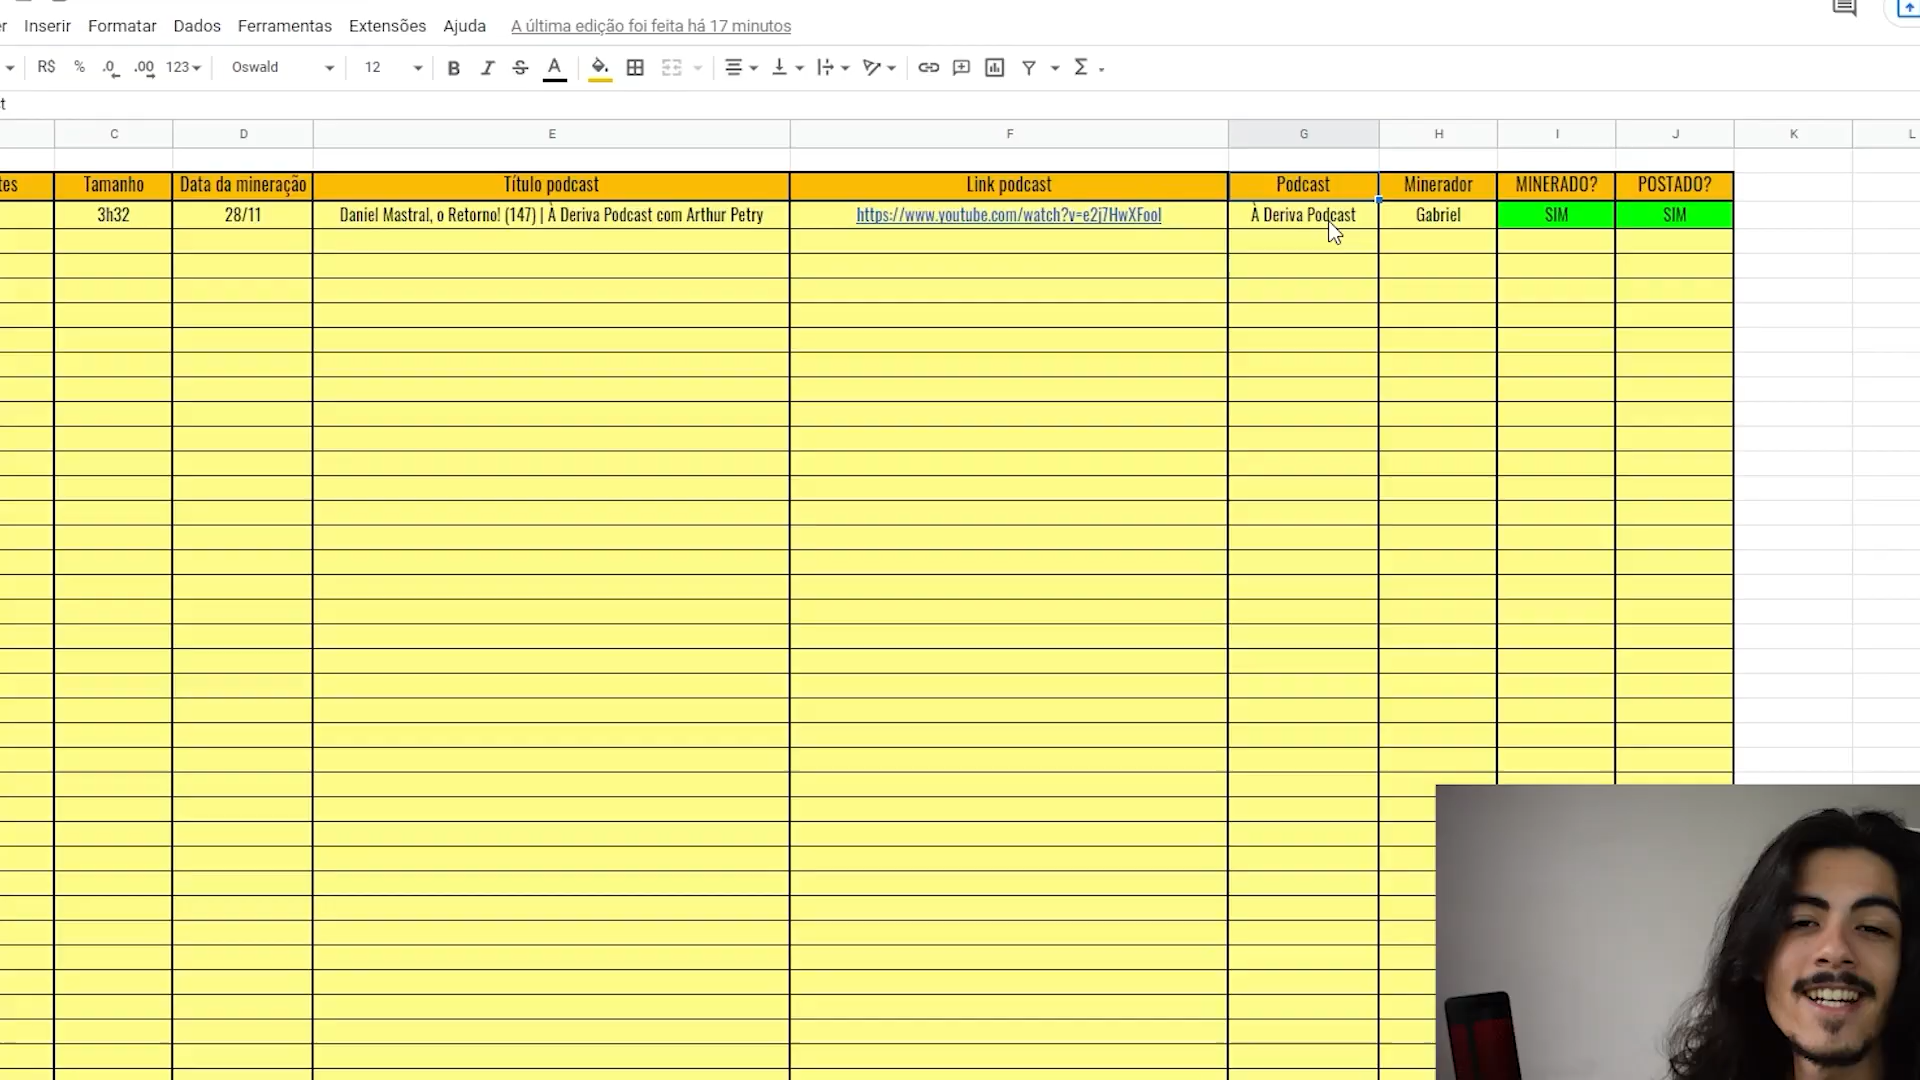 Inserir Formatar Dados Ferramentas Extensões Ajuda A última edição foi feita há 17 minutos
R$ % .0 .00 123 Oswald 12 B I S A Σ
C D E F G H I J K L
tes Tamanho Data da mineração Título podcast Link podcast Podcast Minerador MINERADO? POSTADO?
3h32 28/11 Daniel Mastral, o Retorno! (147) | À Deriva Podcast com Arthur Petry https://www.youtube.com/watch?v=e2j7HwXFooI À Deriva Podcast Gabriel SIM SIM